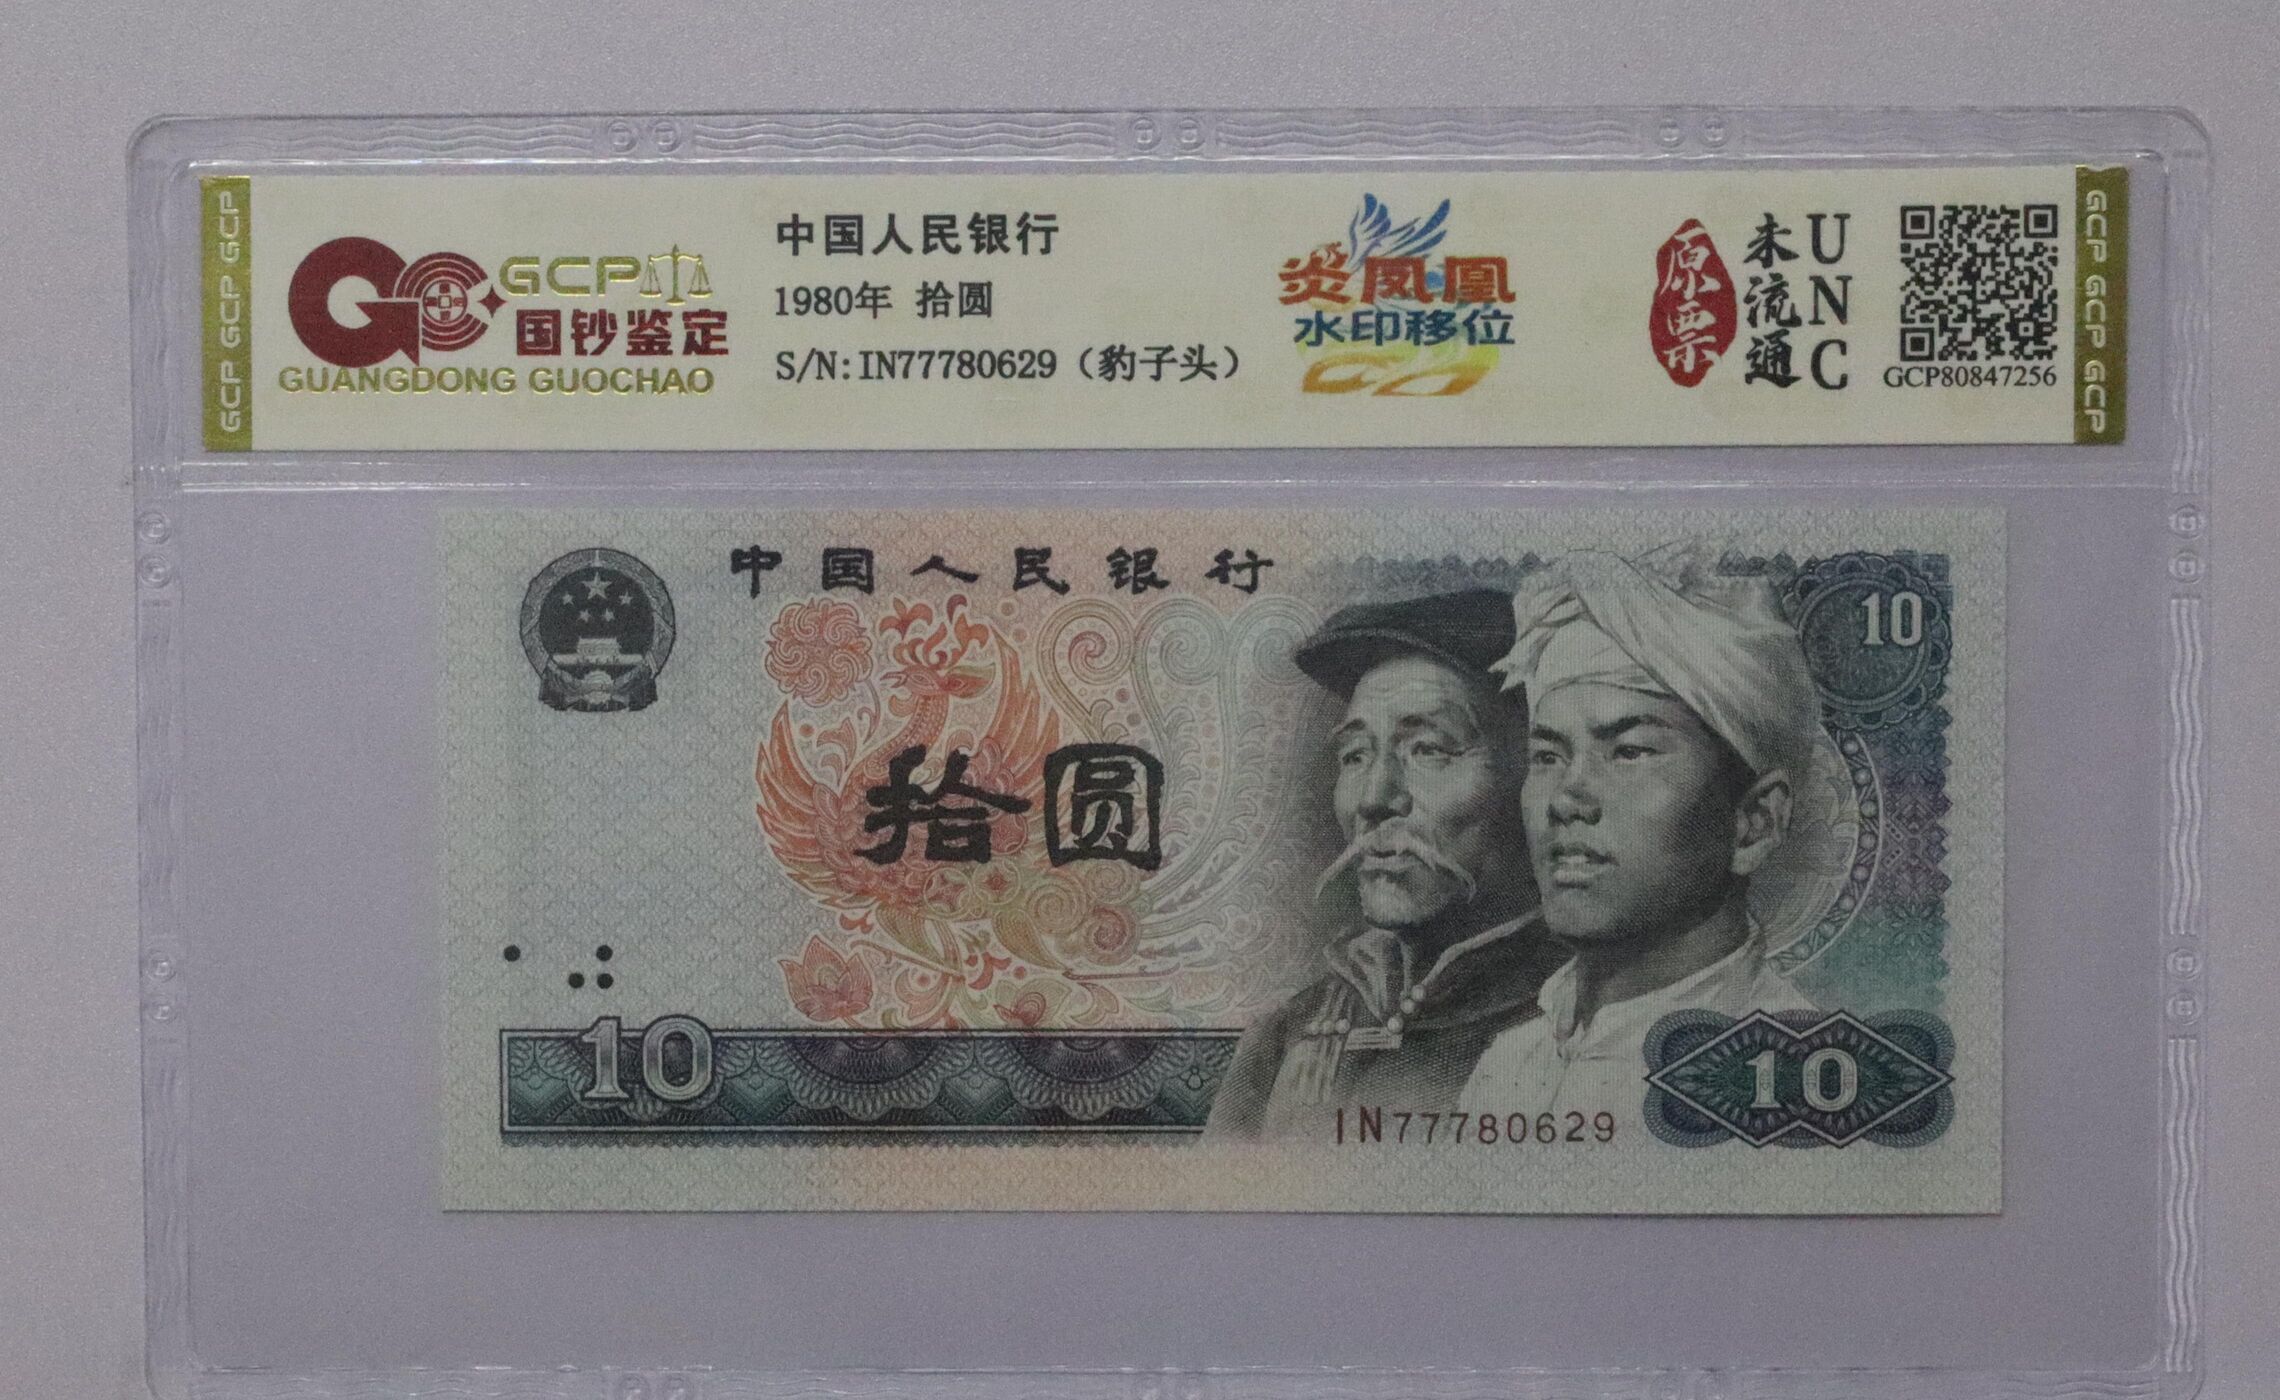 GCP GCP GCP
GCP
国钞鉴定
GUANGDONG GUOCHAO
中国人民银行
1980年 拾圆
S/N:IN77780629（豹子头）
炎凤凰
水印移位
原票
未流通
UNC
GCP80847256
GCP GCP GCP
中国人民银行
10
拾圆
10
10
IN77780629